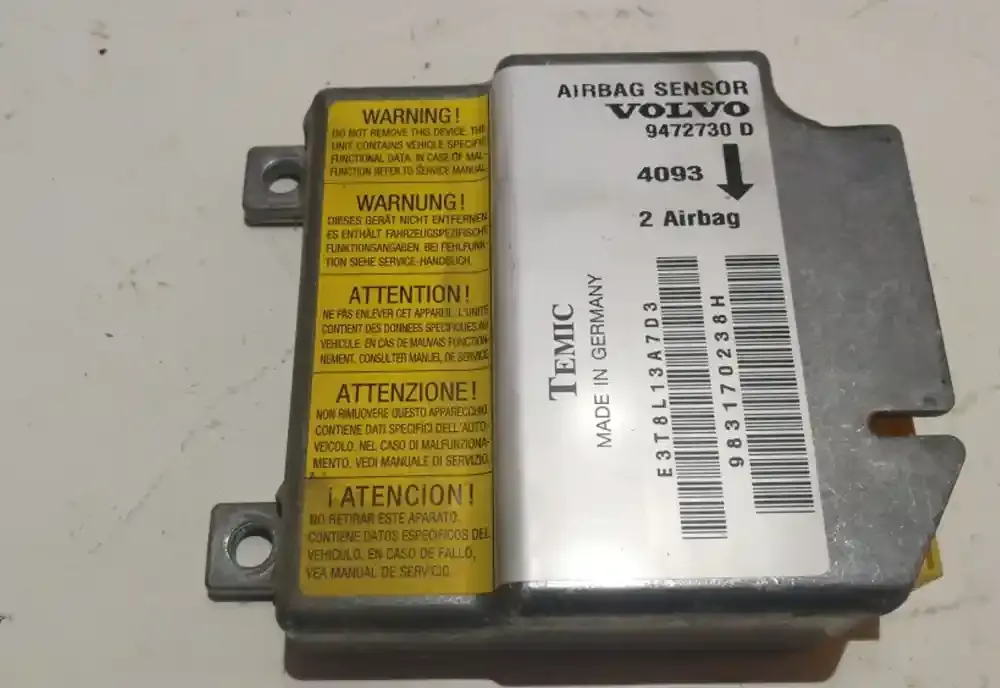 WARNING!
DO NOT REMOVE THIS DEVICE. THE
UNIT CONTAINS VEHICLE SPECIFIC
FUNCTIONAL DATA. IN CASE OF MAL-
FUNCTION REFER TO SERVICE MANUAL.
WARNUNG!
DIESES GERÄT NICHT ENTFERNEN
ES ENTHÄLT FAHRZEUGSPEZIFISCHE
FUNKTIONSANGABEN. BEI FEHLFUNK-
TION SIEHE SERVICE-HANDBUCH.
ATTENTION!
NE PAS ENLEVER CET APPAREIL. L'UNITE
CONTIENT DES DONNEES SPECIFIQUES AU
VEHICULE. EN CAS DE MAUVAIS FUNCTION-
NEMENT, CONSULTER MANUEL DE SERVICE
ATTENZIONE!
NON RIMUOVERE QUESTO APPARECCHIO.
CONTIENE DATI SPECIFICI DELL'AUTO-
VEICOLO. NEL CASO DI MALFUNZIONA-
MENTO, VEDI MANUALE DI SERVIZIO.
¡ATENCION!
NO RETIRAR ESTE APARATO.
CONTIENE DATOS ESPECIFICOS DEL
VEHICULO. EN CASO DE FALLO,
VEA MANUAL DE SERVICIO.
AIRBAG SENSOR
VOLVO
9472730 D
4093
2 Airbag
TEMIC
MADE IN GERMANY
E3T8L13A7D3
983170238H